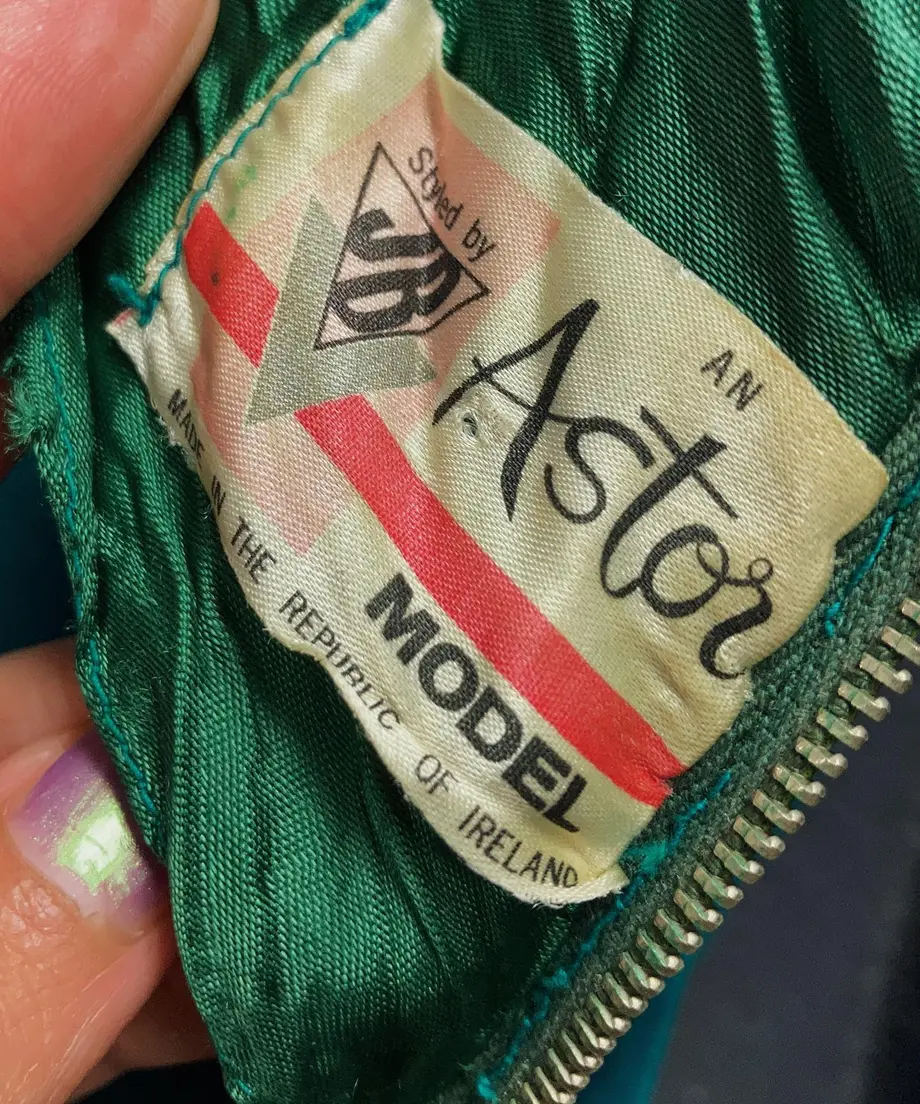 Styled by
JB
AN
Astor
MODEL
MADE IN THE REPUBLIC OF IRELAND